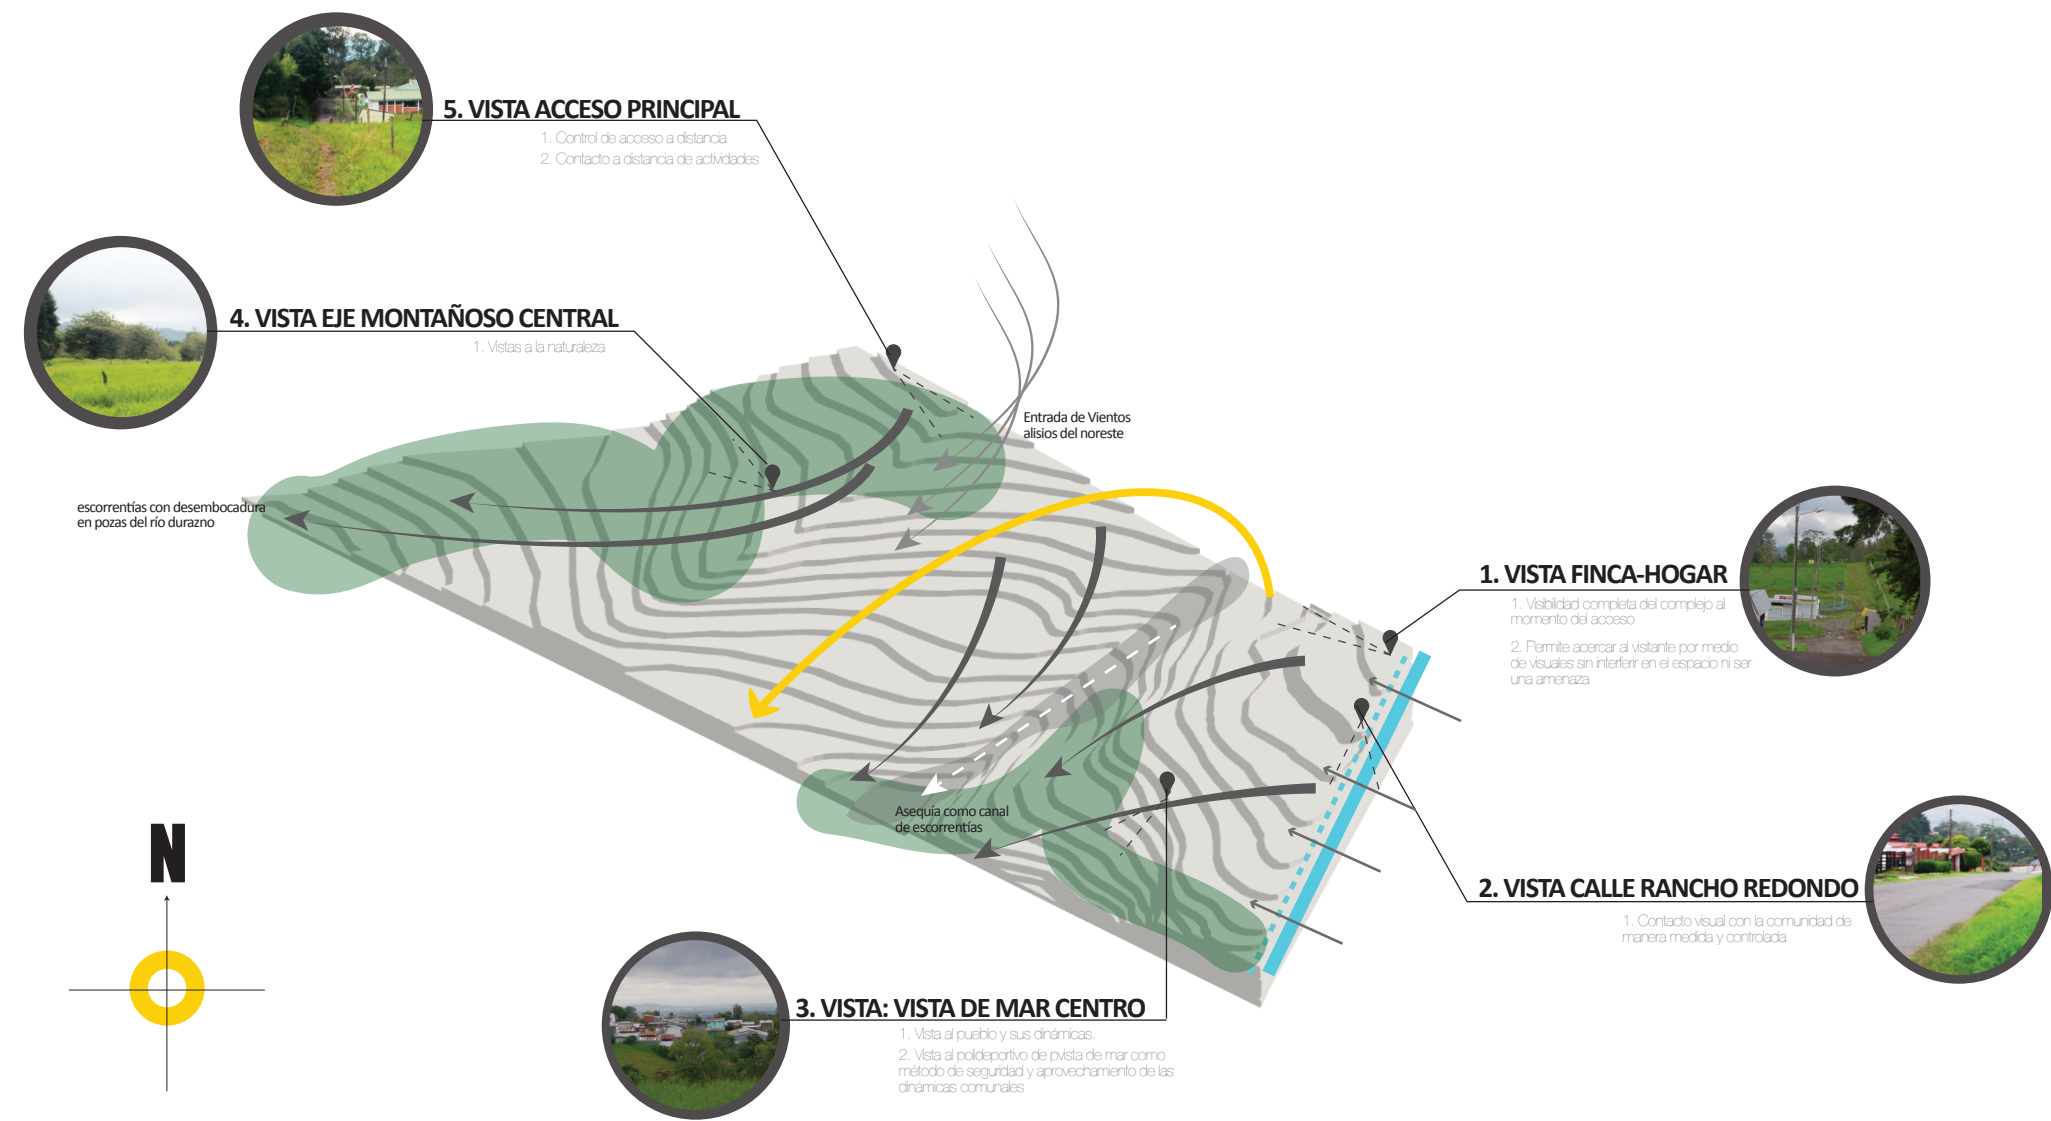 5. VISTA ACCESO PRINCIPAL
1. Control de acceso a distancia
2. Contacto a distancia de actividades
4. VISTA EJE MONTAÑOSO CENTRAL
1. Vistas a la naturaleza
Entrada de Vientos
alisios del noreste
escorrentías con desembocadura
en pozas del río durazno
1. VISTA FINCA-HOGAR
1. Visibilidad completa del complejo al
momento del acceso
2. Permite acercar al visitante por medio
de visuales sin interferir en el espacio ni ser
una amenaza
Asequía como canal
de escorrentías
N
2. VISTA CALLE RANCHO REDONDO
1. Contacto visual con la comunidad de
manera medida y controlada
3. VISTA: VISTA DE MAR CENTRO
1. Vista al pueblo y sus dinámicas.
2. Vista al polideportivo de pvista de mar como
método de seguridad y aprovechamiento de las
dinámicas comunales